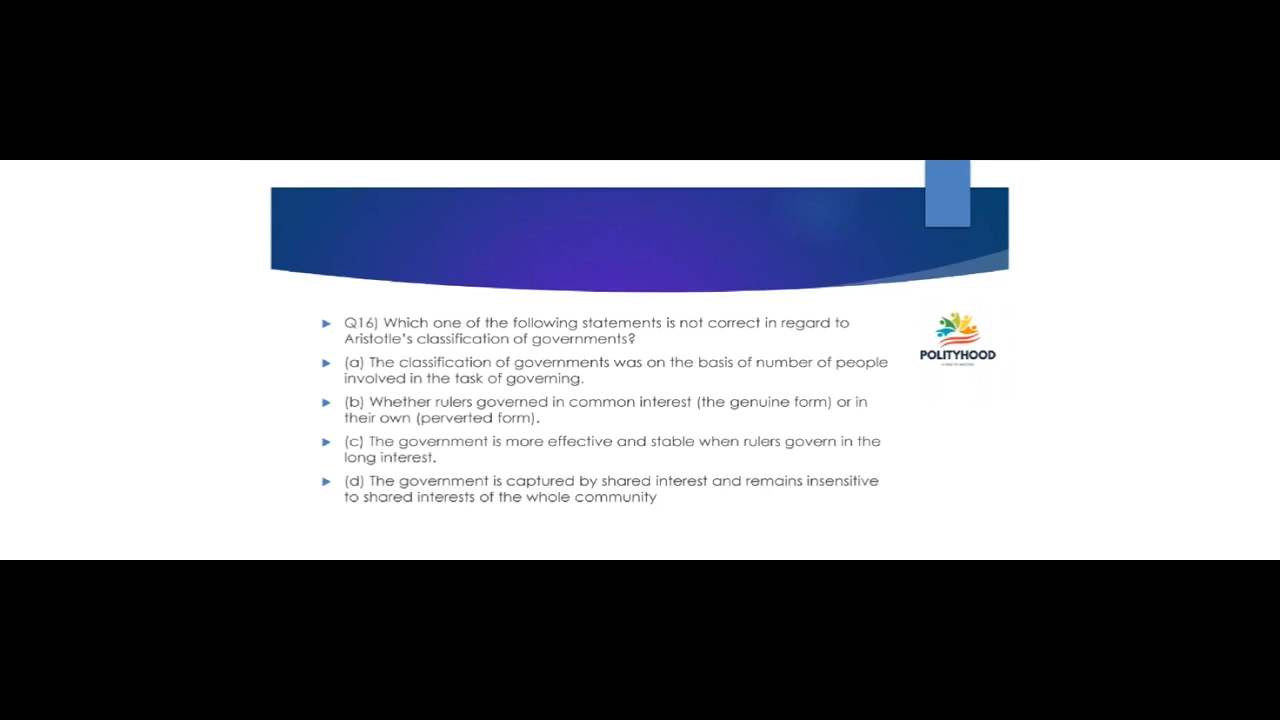 Q16) Which one of the following statements is not correct in regard to
Aristotle's classification of governments?
(a) The classification of governments was on the basis of number of people
involved in the task of governing.
(b) Whether rulers governed in common interest (the genuine form) or in
their own (perverted form).
(c) The government is more effective and stable when rulers govern in the
long interest.
(d) The government is captured by shared interest and remains insensitive
to shared interests of the whole community
POLITYHOOD